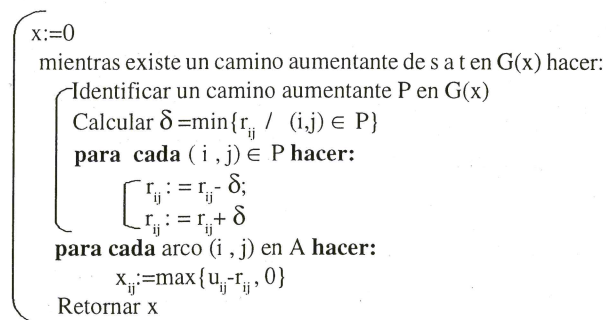 x:=0
mientras existe un camino aumentante de s a t en G(x) hacer:
Identificar un camino aumentante P en G(x)
Calcular δ =min{r_ij / (i,j) ∈ P}
para cada ( i , j) ∈ P hacer:
r_ij : = r_ij- δ;
r_ij : = r_ij+ δ
para cada arco (i , j) en A hacer:
x_ij:=max{u_ij-r_ij , 0}
Retornar x